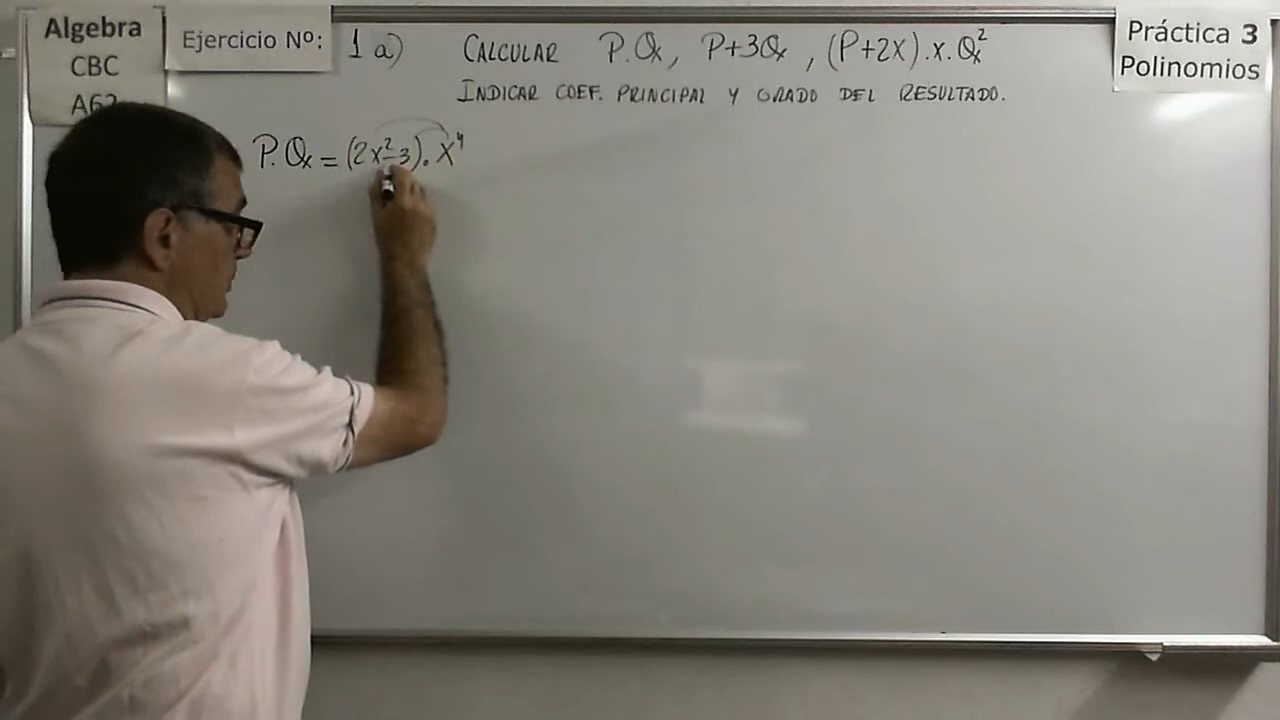 Algebra
CBC
A62
Ejercicio Nº: 1 a)
CALCULAR P.Qx, P+3Qx, (P+2x).x.Qx²
INDICAR COEF. PRINCIPAL Y GRADO DEL RESULTADO.
Práctica 3
Polinomios
P.Qx = (2x²-3).x⁴